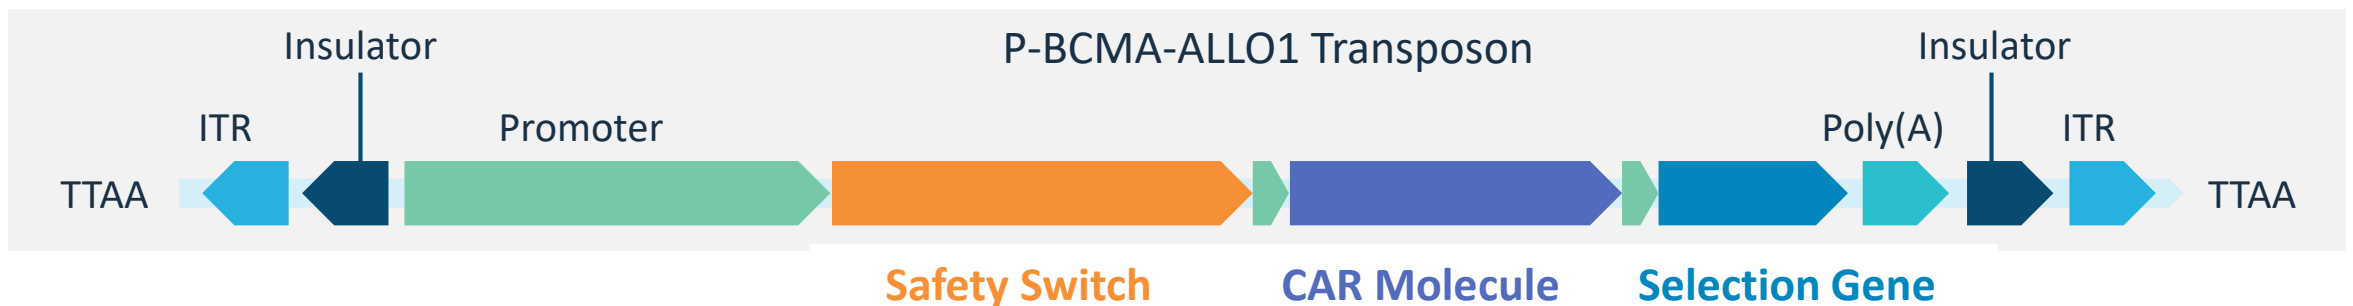 P-BCMA-ALLO1 Transposon
Insulator
Insulator
ITR
Promoter
Poly(A)
ITR
TTAA
TTAA
Safety Switch
CAR Molecule
Selection Gene